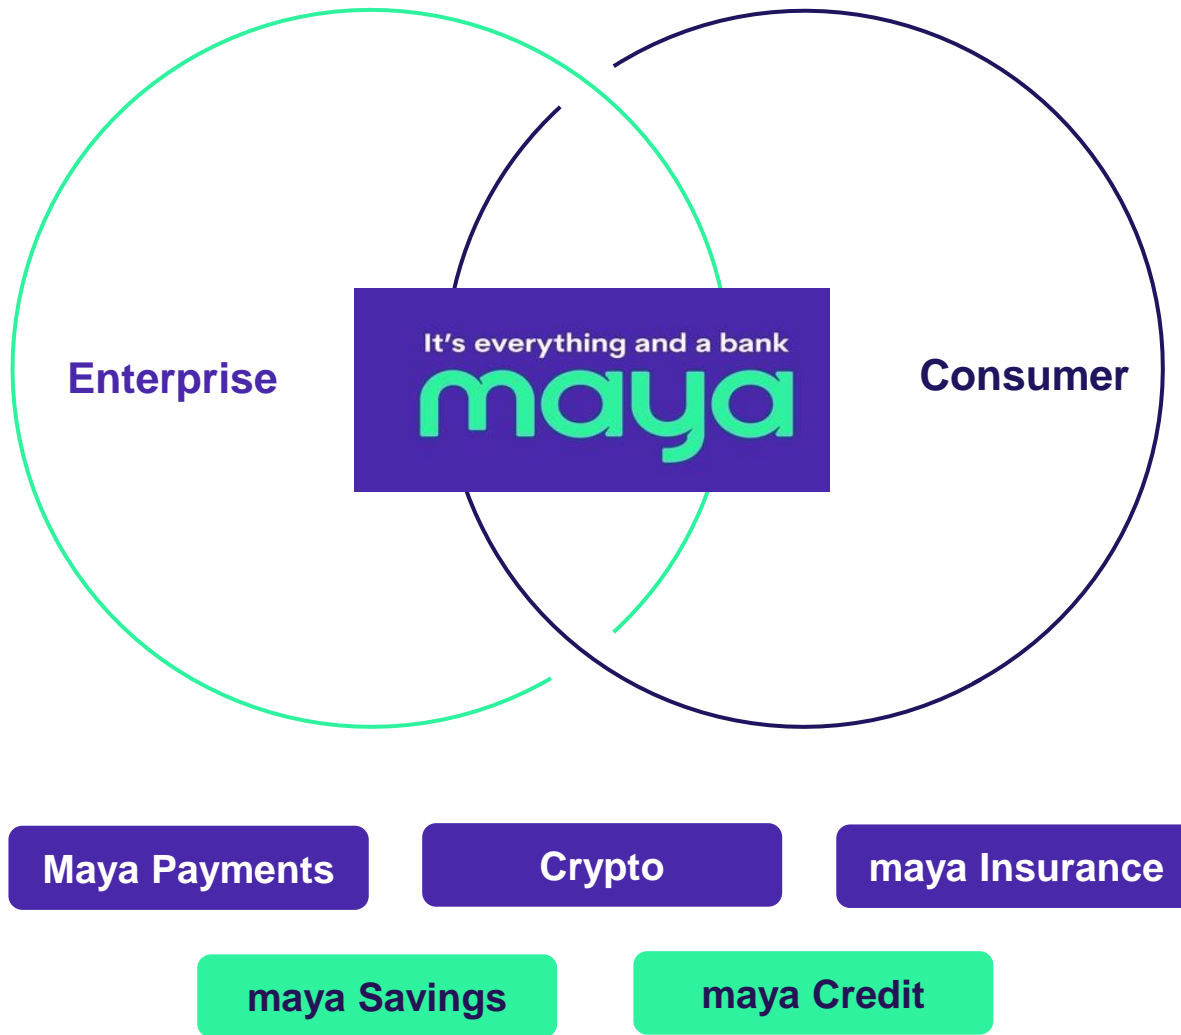 It's everything and a bank
maya
Enterprise
Consumer
Maya Payments
Crypto
maya Insurance
maya Savings
maya Credit